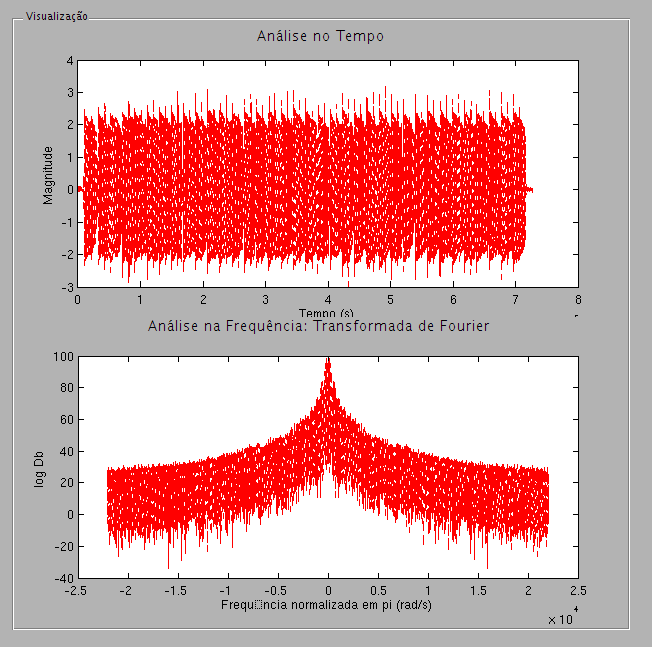 Visualização
Análise no Tempo
4
3
2
1
0
-1
-2
-3
Magnitude
0 1 2 3 4 5 6 7 8
Tempo (s)
Análise na Frequência: Transformada de Fourier
100
80
60
40
20
0
-20
-40
log Db
-2.5 -2 -1.5 -1 -0.5 0 0.5 1 1.5 2 2.5
Frequ□ncia normalizada em pi (rad/s)
× 10^4